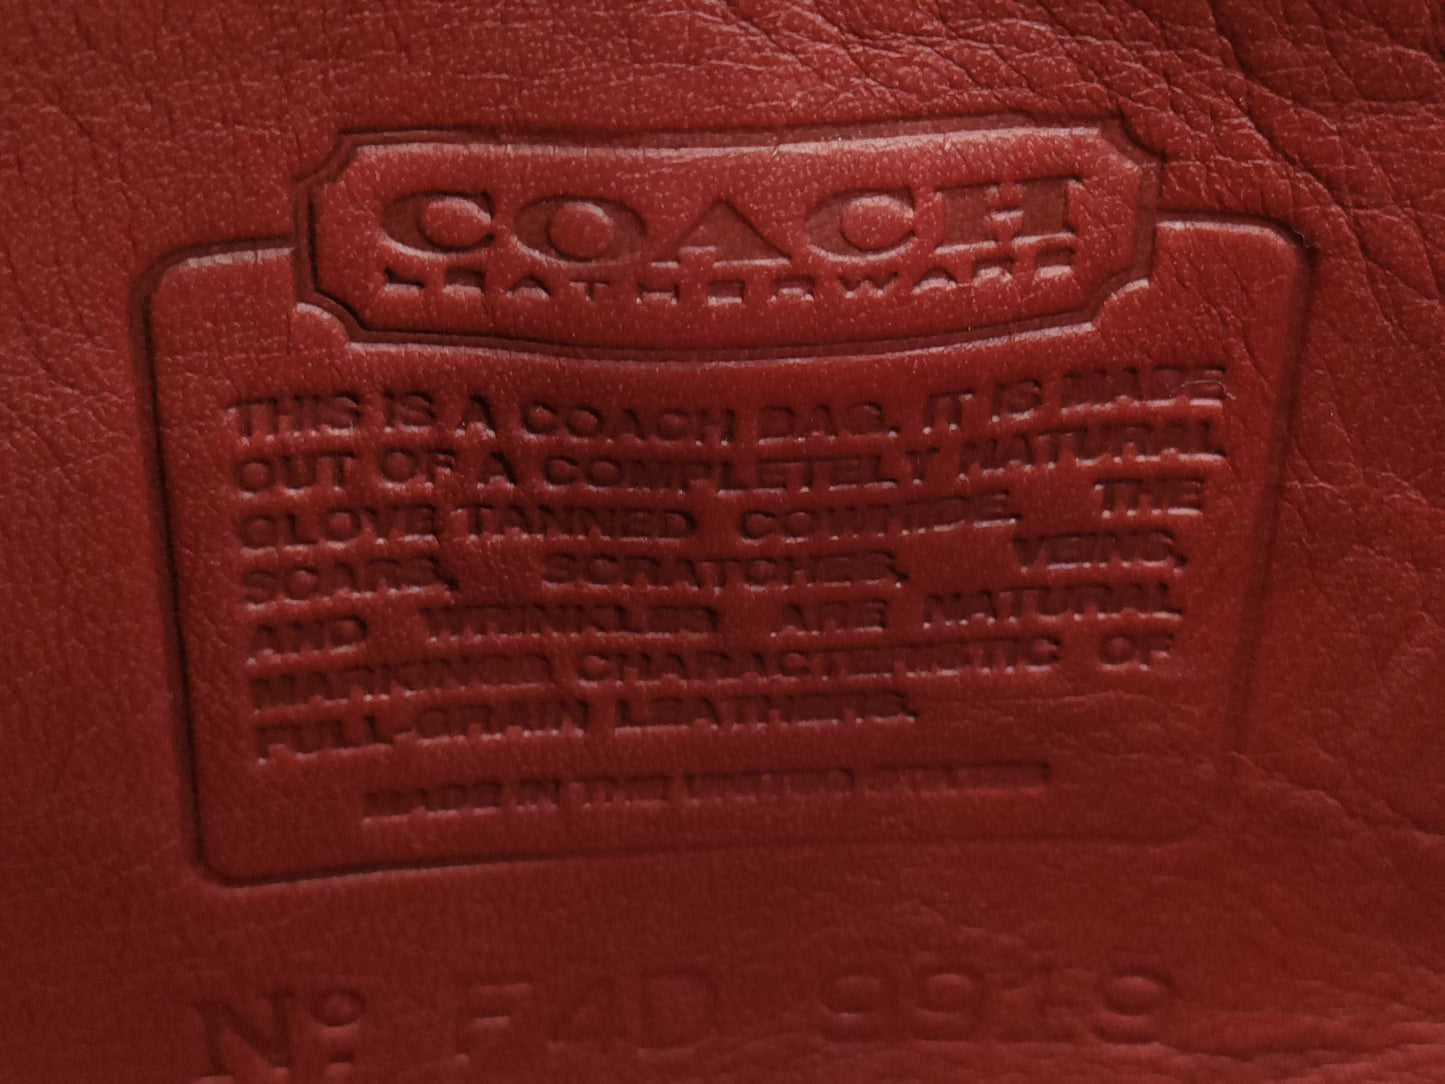 COACH
LEATHERWARE
THIS IS A COACH BAG. IT IS MADE
OUT OF A COMPLETELY NATURAL
GLOVE TANNED COWHIDE. THE
SCARS, SCRATCHES, VEINS,
AND WRINKLES ARE NATURAL
MARKINGS CHARACTERISTIC OF
FULL-GRAIN LEATHERS.
MADE IN THE UNITED STATES
No F4D 9919